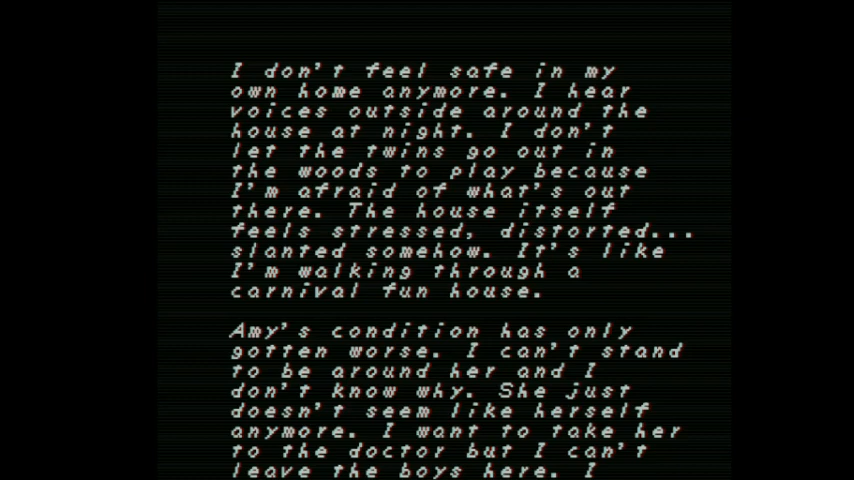 I don't feel safe in my
own home anymore. I hear
voices outside around the
house at night. I don't
let the twins go out in
the woods to play because
I'm afraid of what's out
there. The house itself
feels stressed, distorted...
slanted somehow. It's like
I'm walking through a
carnival fun house.
Amy's condition has only
gotten worse. I can't stand
to be around her and I
don't know why. She just
doesn't seem like herself
anymore. I want to take her
to the doctor but I can't
leave the boys here. I